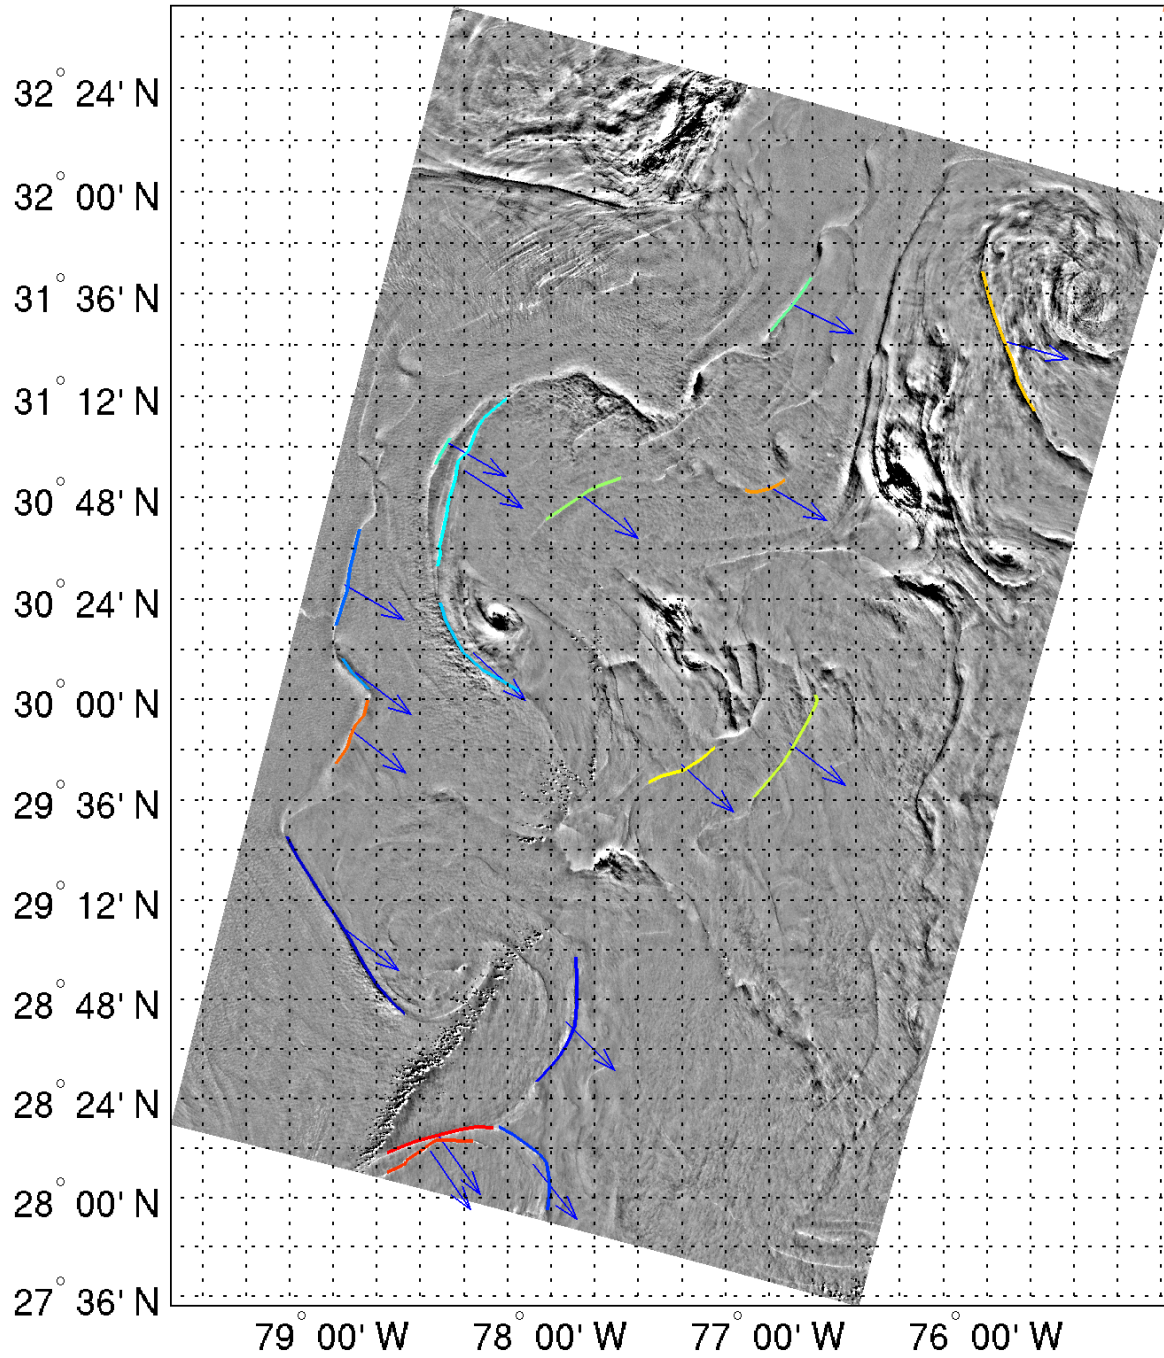 32° 24' N
32° 00' N
31° 36' N
31° 12' N
30° 48' N
30° 24' N
30° 00' N
29° 36' N
29° 12' N
28° 48' N
28° 24' N
28° 00' N
27° 36' N
79° 00' W 78° 00' W 77° 00' W 76° 00' W